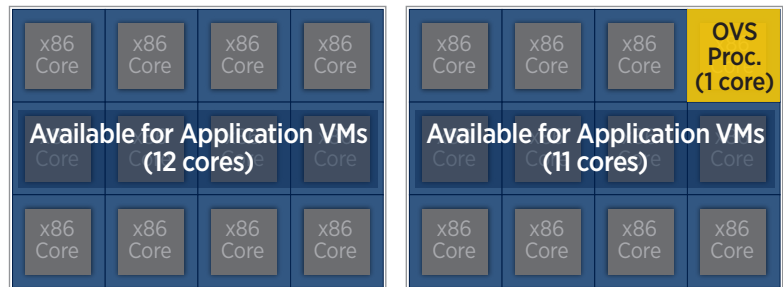 x86 Core x86 Core x86 Core x86 Core
Available for Application VMs
(12 cores)
x86 Core x86 Core x86 Core x86 Core
x86 Core x86 Core x86 Core
OVS
Proc.
(1 core)
Available for Application VMs
(11 cores)
x86 Core x86 Core x86 Core x86 Core